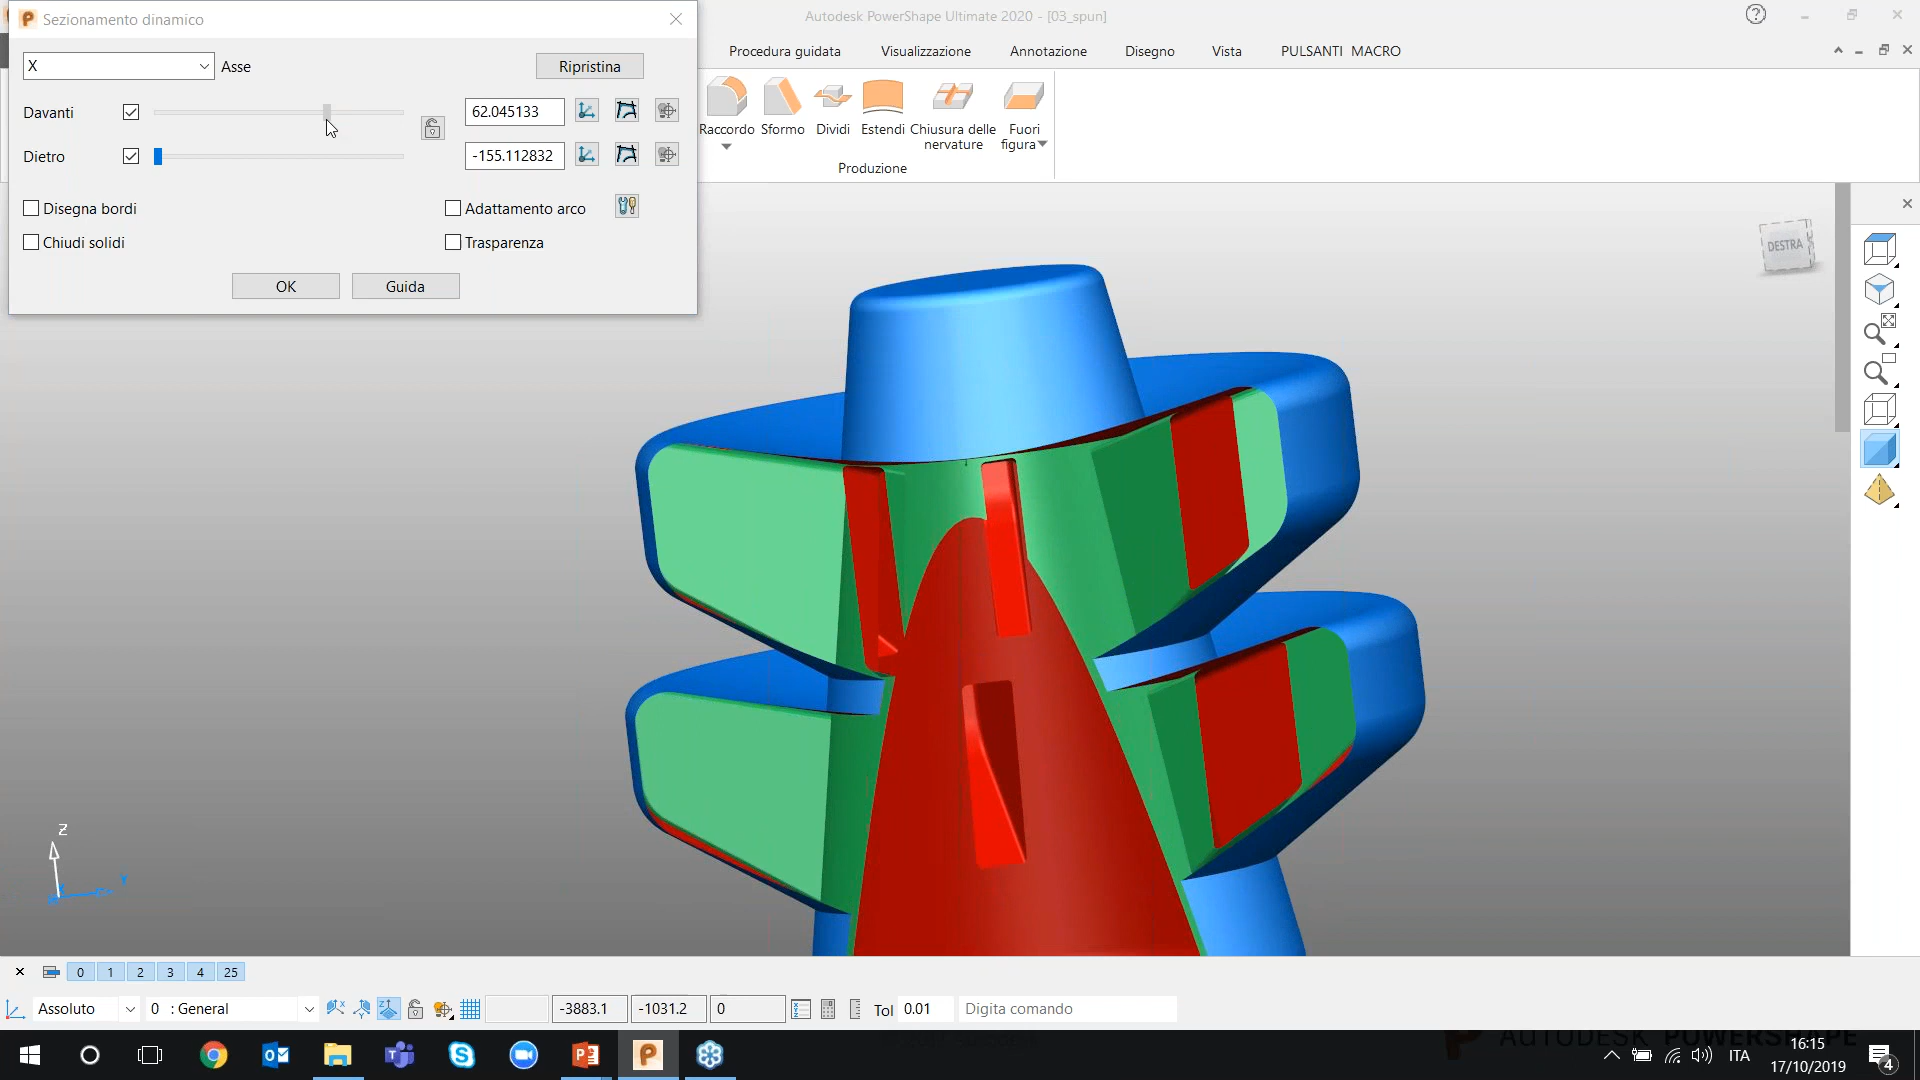 Sezionamento dinamico
Autodesk PowerShape Ultimate 2020 - [03_spun]
Procedura guidata Visualizzazione Annotazione Disegno Vista PULSANTI MACRO
X Asse Ripristina
Davanti 62.045133
Dietro -155.112832
Disegna bordi Adattamento arco
Chiudi solidi Trasparenza
OK Guida
Raccordo Sformo Dividi Estendi Chiusura delle nervature Fuori figura
Produzione
DESTRA
Z
Y
0 1 2 3 4 25
Assoluto 0 : General -3883.1 -1031.2 0 Tol 0.01 Digita comando
AUTODESK POWERSHAPE
ITA 16:15
17/10/2019
4